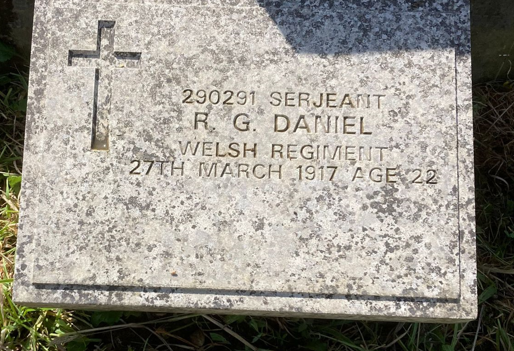 290291 SERJEANT
R. G. DANIEL
WELSH REGIMENT
27TH MARCH 1917 AGE 22